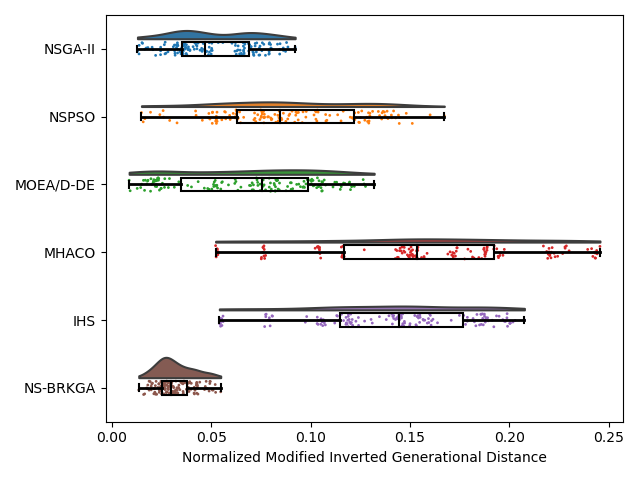 NSGA-II
NSPSO
MOEA/D-DE
MHACO
IHS
NS-BRKGA
0.00 0.05 0.10 0.15 0.20 0.25
Normalized Modified Inverted Generational Distance